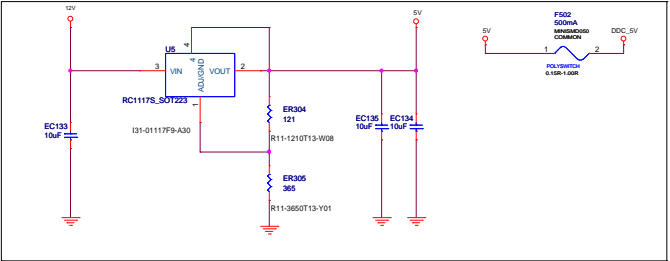 12V
5V
F502
500mA
MINISMD050
COMMON
5V
DDC_5V
1
2
POLYSWITCH
0.15R-1.00R
U5
4
4
3
VIN
VOUT
2
ADJ/GND
RC1117S_SOT223
1
I31-01117F9-A30
EC133
10uF
ER304
121
R11-1210T13-W08
EC135
10uF
EC134
10uF
ER305
365
R11-3650T13-Y01